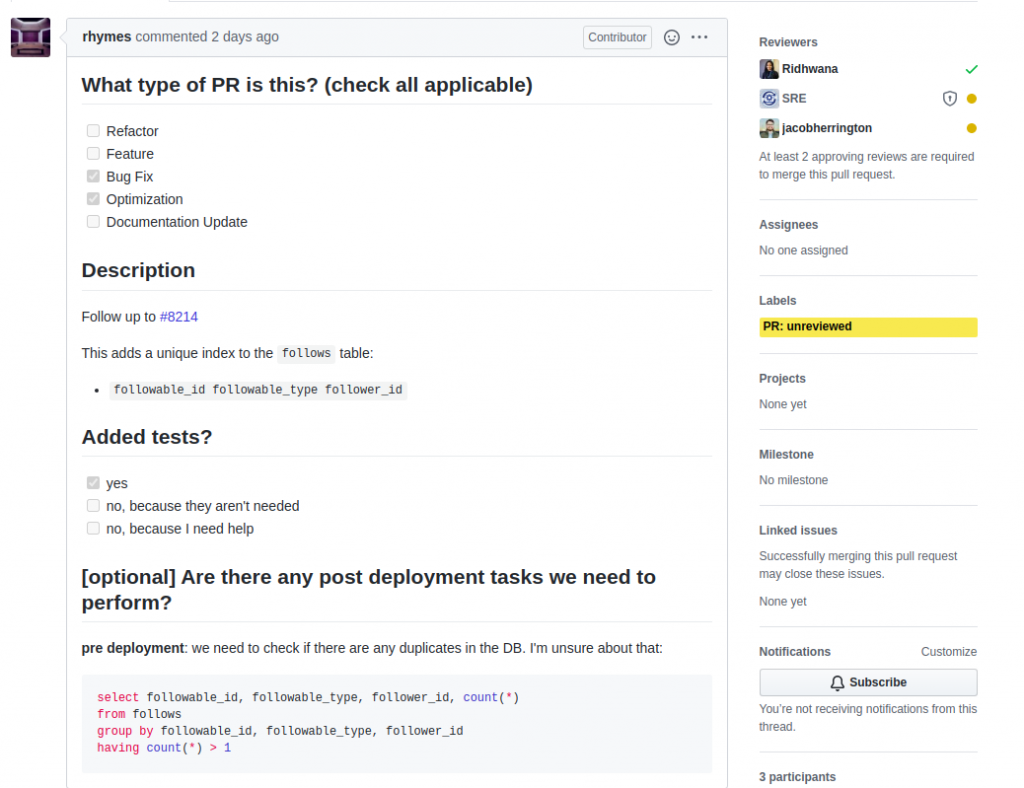 rhymes commented 2 days ago
Contributor
What type of PR is this? (check all applicable)
Refactor
Feature
Bug Fix
Optimization
Documentation Update
Description
Follow up to #8214
This adds a unique index to the follows table:
• followable_id followable_type follower_id
Added tests?
yes
no, because they aren't needed
no, because I need help
[optional] Are there any post deployment tasks we need to
perform?
pre deployment: we need to check if there are any duplicates in the DB. I'm unsure about that:
select followable_id, followable_type, follower_id, count(*)
from follows
group by followable_id, followable_type, follower_id
having count(*) > 1
Reviewers
Ridhwana
SRE
jacobherrington
At least 2 approving reviews are required
to merge this pull request.
Assignees
No one assigned
Labels
PR: unreviewed
Projects
None yet
Milestone
No milestone
Linked issues
Successfully merging this pull request
may close these issues.
None yet
Notifications Customize
Subscribe
You're not receiving notifications from this
thread.
3 participants